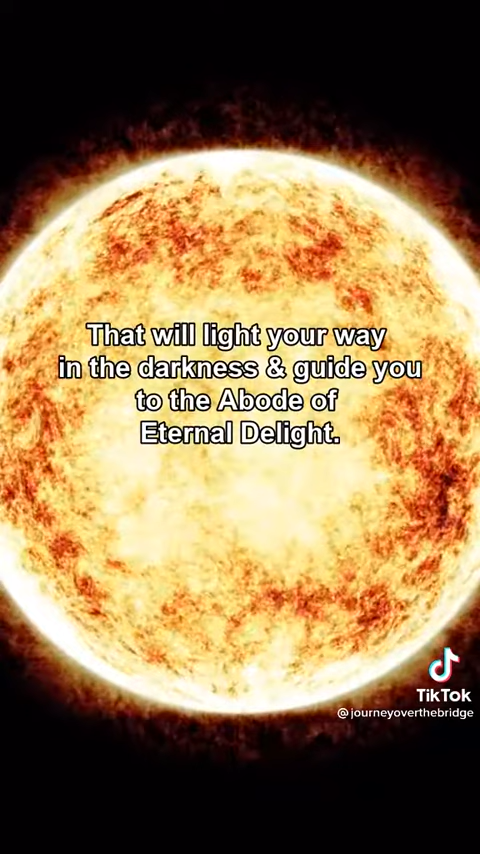 That will light your way
in the darkness & guide you
to the Abode of
Eternal Delight.
TikTok
@journeyoverthebridge